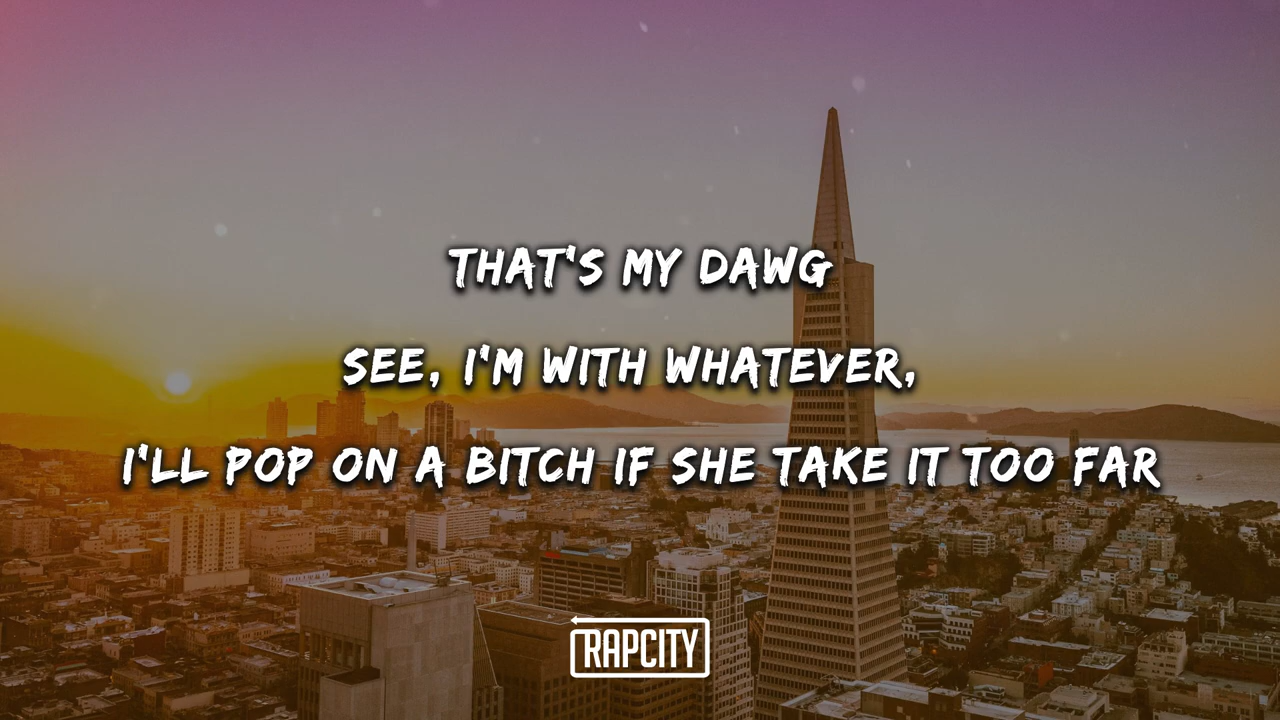 THAT'S MY DAWG
SEE, I'M WITH WHATEVER,
I'LL POP ON A BITCH IF SHE TAKE IT TOO FAR
RAPCITY